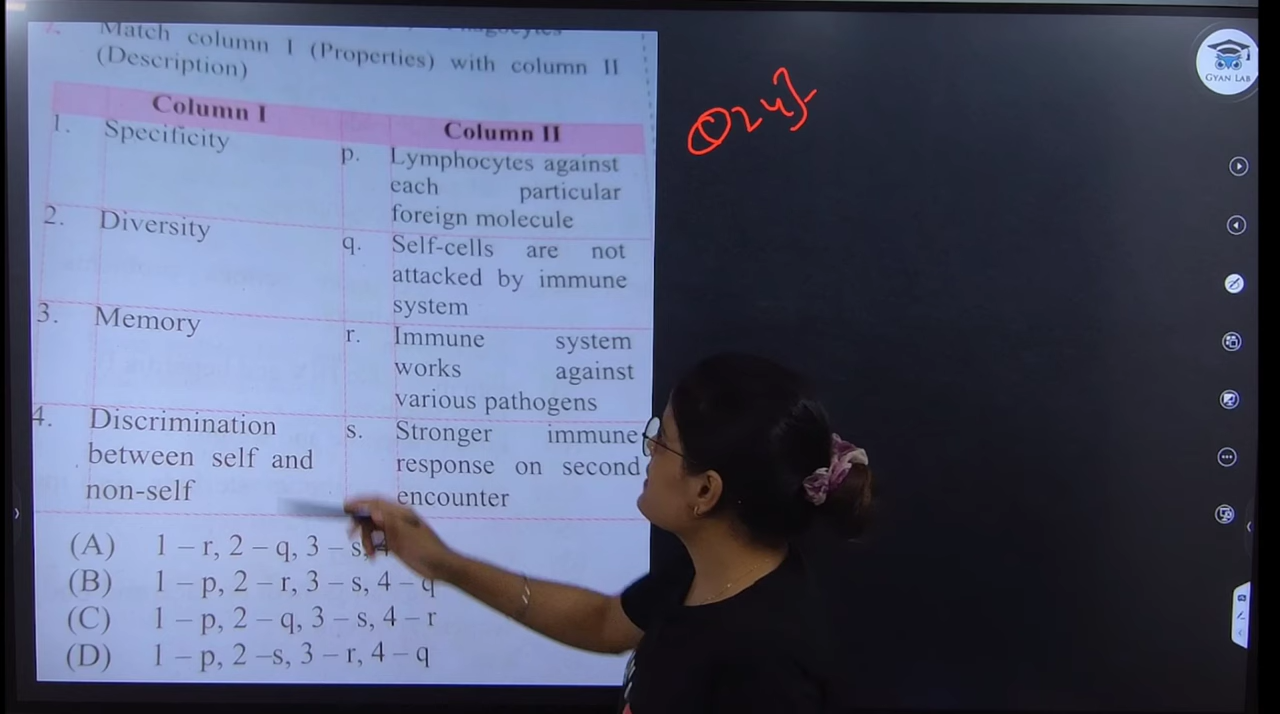 7. Match column I (Properties) with column II
(Description)
Column I Column II
1. Specificity p. Lymphocytes against
each particular
foreign molecule
2. Diversity q. Self-cells are not
attacked by immune
system
3. Memory r. Immune system
works against
various pathogens
4. Discrimination
between self and
non-self
s. Stronger immune
response on second
encounter
(A) 1 – r, 2 – q, 3 – s, 4
(B) 1 – p, 2 – r, 3 – s, 4 – q
(C) 1 – p, 2 – q, 3 – s, 4 – r
(D) 1 – p, 2 –s, 3 – r, 4 – q
Q24}-
GYAN LAB